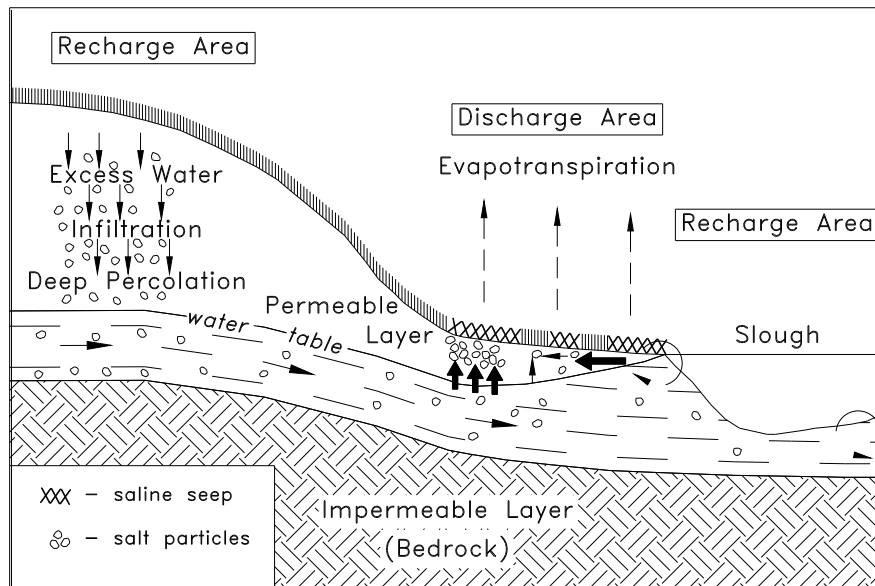 Recharge Area
Discharge Area
Evapotranspiration
Recharge Area
Excess Water
Infiltration
Deep Percolation
water table
Permeable
Layer
Slough
xxx - saline seep
- salt particles
Impermeable Layer
(Bedrock)